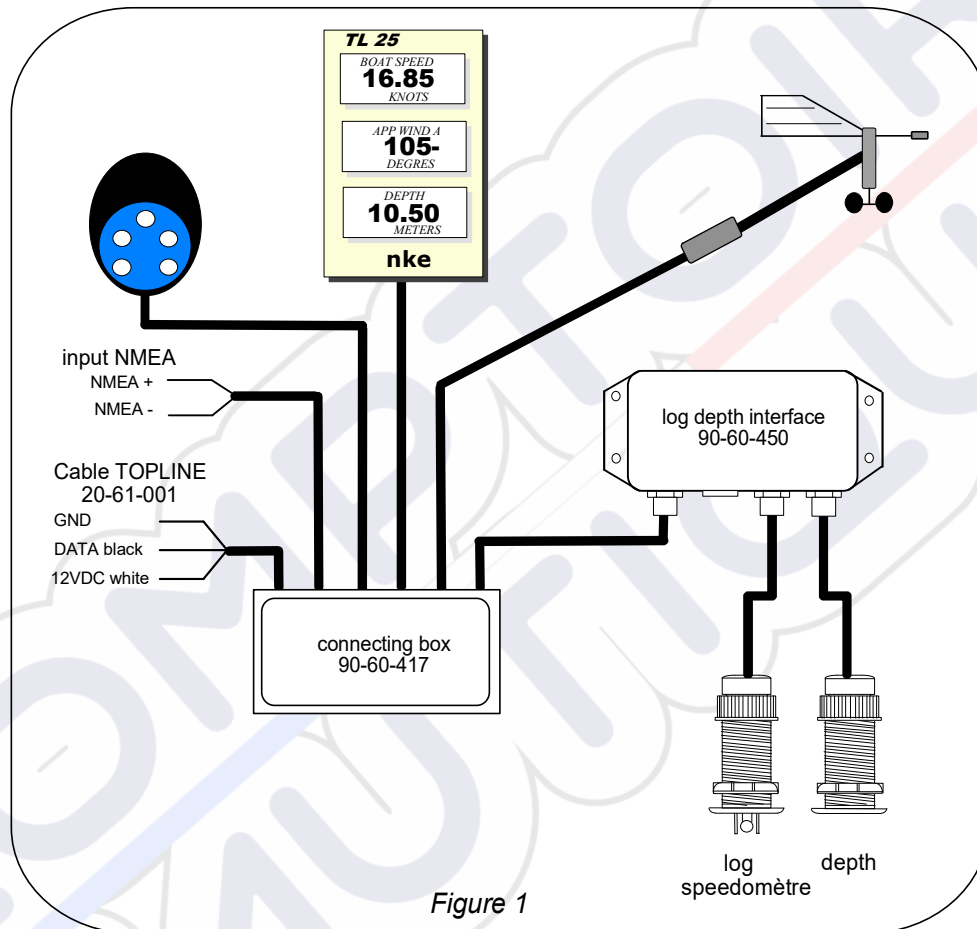 TL 25
BOAT SPEED
16.85
KNOTS
APP WIND A
105-
DEGRES
DEPTH
10.50
METERS
nke
input NMEA
NMEA +
NMEA -
Cable TOPLINE
20-61-001
GND
DATA black
12VDC white
connecting box
90-60-417
log depth interface
90-60-450
log
speedomètre
depth
Figure 1